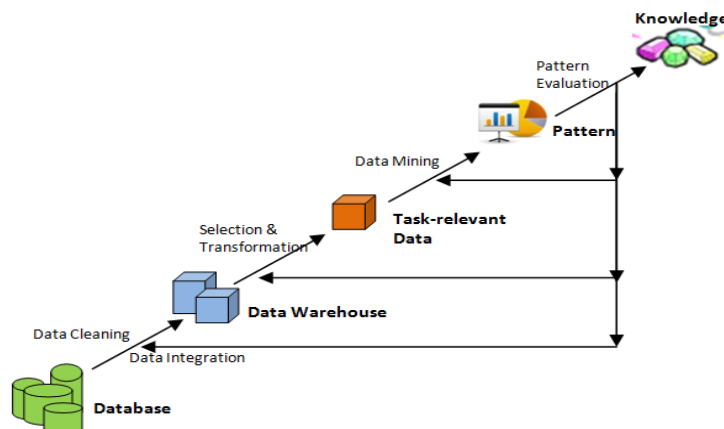 Knowledge
Pattern
Evaluation
Pattern
Data Mining
Task-relevant
Data
Selection &
Transformation
Data Warehouse
Data Cleaning
Data Integration
Database